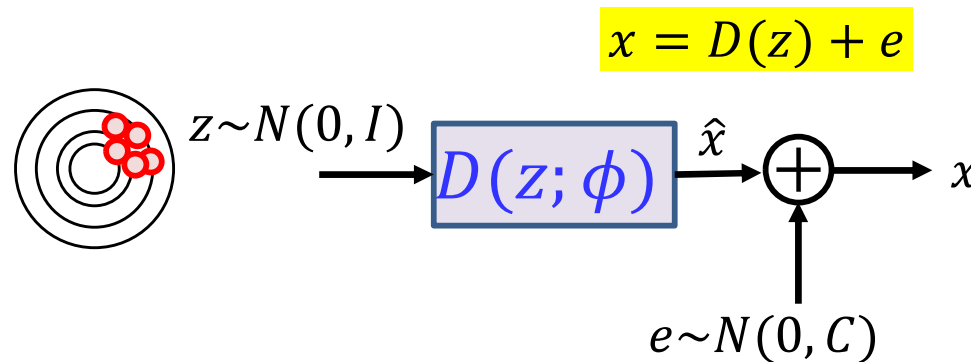 x = D(z) + e
z~N(0, I)
D(z; ϕ)
x̂
x
e~N(0, C)